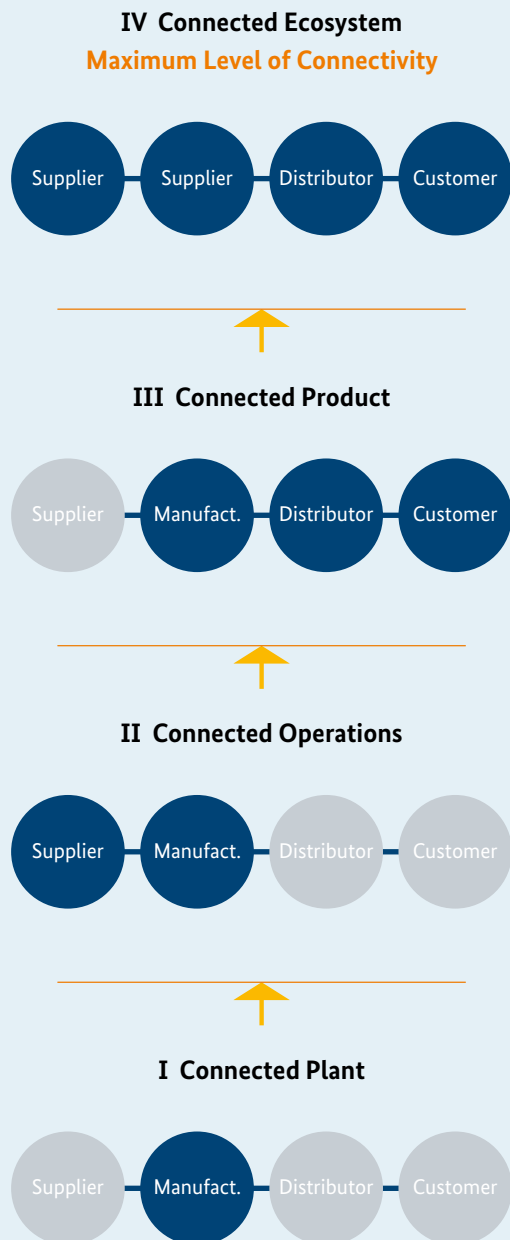 IV Connected Ecosystem
Maximum Level of Connectivity
Supplier Supplier Distributor Customer
III Connected Product
Supplier Manufact. Distributor Customer
II Connected Operations
Supplier Manufact. Distributor Customer
I Connected Plant
Supplier Manufact. Distributor Customer